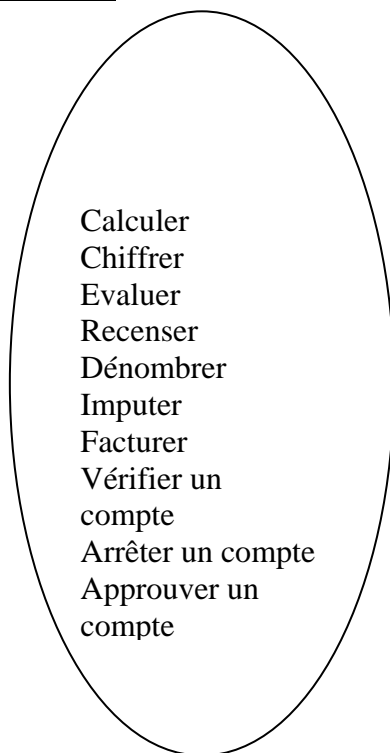 Calculer
Chiffrer
Evaluer
Recenser
Dénombrer
Imputer
Facturer
Vérifier un
compte
Arrêter un compte
Approuver un
compte